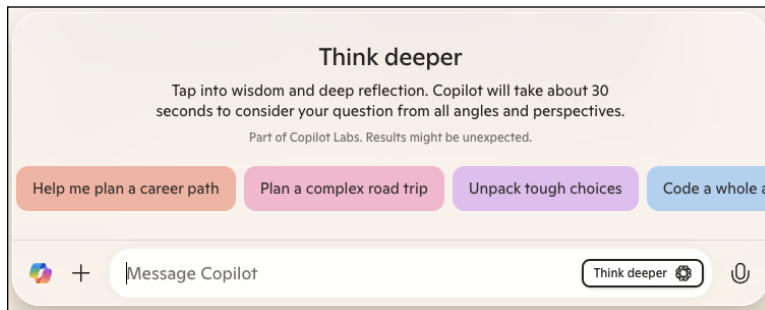 Think deeper
Tap into wisdom and deep reflection. Copilot will take about 30
seconds to consider your question from all angles and perspectives.
Part of Copilot Labs. Results might be unexpected.
Help me plan a career path
Plan a complex road trip
Unpack tough choices
Code a whole a
Message Copilot
Think deeper